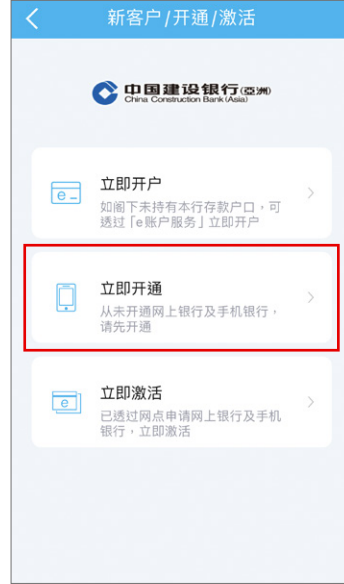 新客户/开通/激活
中国建设银行(亞洲)
China Construction Bank (Asia)
立即开户
如阁下未持有本行存款户口，可
透过「e账户服务」立即开户
立即开通
从未开通网上银行及手机银行，
请先开通
立即激活
已透过网点申请网上银行及手机
银行，立即激活